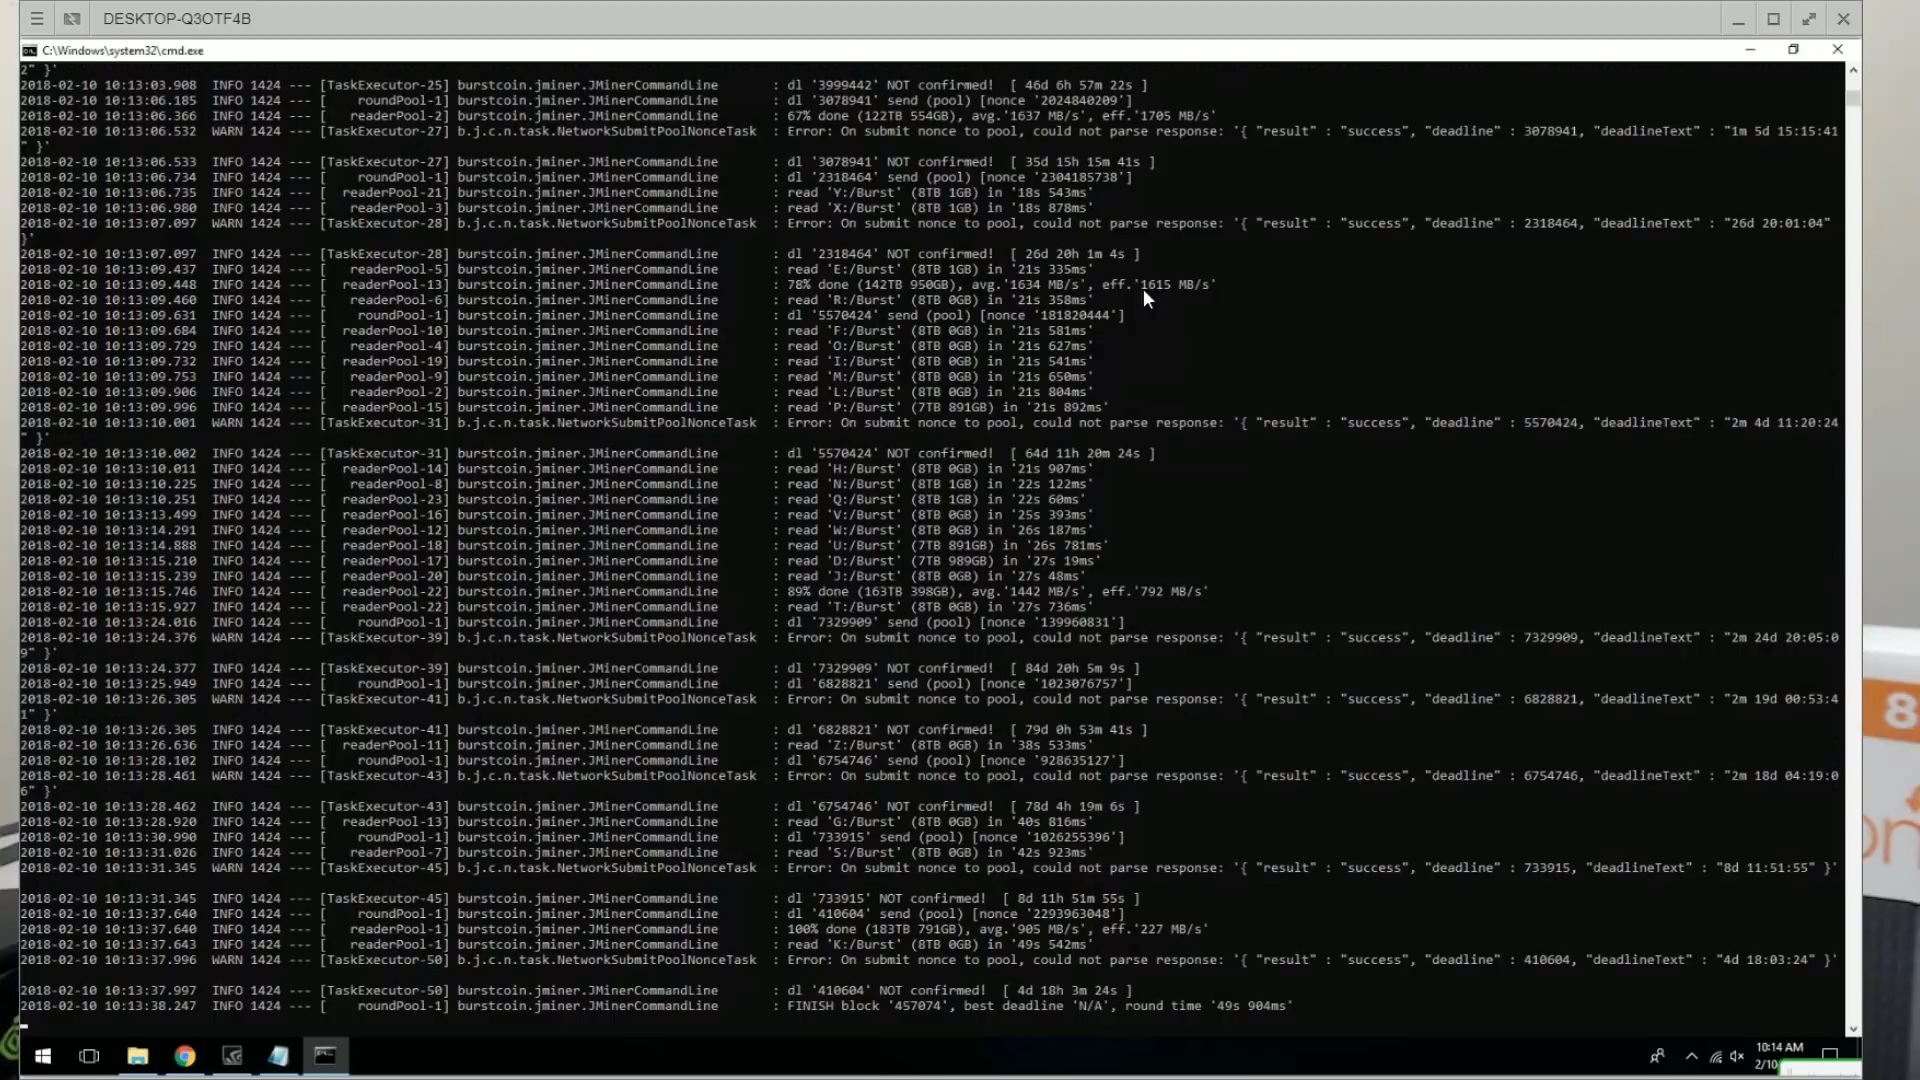 DESKTOP-Q3OTF4B
C:\Windows\system32\cmd.exe
2" }'
2018-02-10 10:13:03.908  INFO 1424 --- [TaskExecutor-25] burstcoin.jminer.JMinerCommandLine       : dl '3999442' NOT confirmed!  [ 46d 6h 57m 22s ]
2018-02-10 10:13:06.185  INFO 1424 --- [    roundPool-1] burstcoin.jminer.JMinerCommandLine       : dl '3078941' send (pool) [nonce '2024840209']
2018-02-10 10:13:06.366  INFO 1424 --- [   readerPool-2] burstcoin.jminer.JMinerCommandLine       : 67% done (122TB 554GB), avg.'1637 MB/s', eff.'1705 MB/s'
2018-02-10 10:13:06.532  WARN 1424 --- [TaskExecutor-27] b.j.c.n.task.NetworkSubmitPoolNonceTask  : Error: On submit nonce to pool, could not parse response: '{ "result" : "success", "deadline" : 3078941, "deadlineText" : "1m 5d 15:15:41
" }'
2018-02-10 10:13:06.533  INFO 1424 --- [TaskExecutor-27] burstcoin.jminer.JMinerCommandLine       : dl '3078941' NOT confirmed!  [ 35d 15h 15m 41s ]
2018-02-10 10:13:06.734  INFO 1424 --- [    roundPool-1] burstcoin.jminer.JMinerCommandLine       : dl '2318464' send (pool) [nonce '2304185738']
2018-02-10 10:13:06.735  INFO 1424 --- [  readerPool-21] burstcoin.jminer.JMinerCommandLine       : read 'Y:/Burst' (8TB 1GB) in '18s 543ms'
2018-02-10 10:13:06.980  INFO 1424 --- [   readerPool-3] burstcoin.jminer.JMinerCommandLine       : read 'X:/Burst' (8TB 1GB) in '18s 878ms'
2018-02-10 10:13:07.097  WARN 1424 --- [TaskExecutor-28] b.j.c.n.task.NetworkSubmitPoolNonceTask  : Error: On submit nonce to pool, could not parse response: '{ "result" : "success", "deadline" : 2318464, "deadlineText" : "26d 20:01:04"
}'
2018-02-10 10:13:07.097  INFO 1424 --- [TaskExecutor-28] burstcoin.jminer.JMinerCommandLine       : dl '2318464' NOT confirmed!  [ 26d 20h 1m 4s ]
2018-02-10 10:13:09.437  INFO 1424 --- [   readerPool-5] burstcoin.jminer.JMinerCommandLine       : read 'E:/Burst' (8TB 1GB) in '21s 335ms'
2018-02-10 10:13:09.448  INFO 1424 --- [  readerPool-13] burstcoin.jminer.JMinerCommandLine       : 78% done (142TB 950GB), avg.'1634 MB/s', eff.'1615 MB/s'
2018-02-10 10:13:09.460  INFO 1424 --- [   readerPool-6] burstcoin.jminer.JMinerCommandLine       : read 'R:/Burst' (8TB 0GB) in '21s 358ms'
2018-02-10 10:13:09.631  INFO 1424 --- [    roundPool-1] burstcoin.jminer.JMinerCommandLine       : dl '5570424' send (pool) [nonce '181820444']
2018-02-10 10:13:09.684  INFO 1424 --- [  readerPool-10] burstcoin.jminer.JMinerCommandLine       : read 'F:/Burst' (8TB 0GB) in '21s 581ms'
2018-02-10 10:13:09.729  INFO 1424 --- [   readerPool-4] burstcoin.jminer.JMinerCommandLine       : read 'O:/Burst' (8TB 0GB) in '21s 627ms'
2018-02-10 10:13:09.732  INFO 1424 --- [  readerPool-19] burstcoin.jminer.JMinerCommandLine       : read 'I:/Burst' (8TB 0GB) in '21s 541ms'
2018-02-10 10:13:09.753  INFO 1424 --- [   readerPool-9] burstcoin.jminer.JMinerCommandLine       : read 'M:/Burst' (8TB 0GB) in '21s 650ms'
2018-02-10 10:13:09.906  INFO 1424 --- [   readerPool-2] burstcoin.jminer.JMinerCommandLine       : read 'L:/Burst' (8TB 0GB) in '21s 804ms'
2018-02-10 10:13:09.996  INFO 1424 --- [  readerPool-15] burstcoin.jminer.JMinerCommandLine       : read 'P:/Burst' (7TB 891GB) in '21s 892ms'
2018-02-10 10:13:10.001  WARN 1424 --- [TaskExecutor-31] b.j.c.n.task.NetworkSubmitPoolNonceTask  : Error: On submit nonce to pool, could not parse response: '{ "result" : "success", "deadline" : 5570424, "deadlineText" : "2m 4d 11:20:24
" }'
2018-02-10 10:13:10.002  INFO 1424 --- [TaskExecutor-31] burstcoin.jminer.JMinerCommandLine       : dl '5570424' NOT confirmed!  [ 64d 11h 20m 24s ]
2018-02-10 10:13:10.011  INFO 1424 --- [  readerPool-14] burstcoin.jminer.JMinerCommandLine       : read 'H:/Burst' (8TB 0GB) in '21s 907ms'
2018-02-10 10:13:10.225  INFO 1424 --- [   readerPool-8] burstcoin.jminer.JMinerCommandLine       : read 'N:/Burst' (8TB 1GB) in '22s 122ms'
2018-02-10 10:13:10.251  INFO 1424 --- [  readerPool-23] burstcoin.jminer.JMinerCommandLine       : read 'Q:/Burst' (8TB 1GB) in '22s 60ms'
2018-02-10 10:13:13.499  INFO 1424 --- [  readerPool-16] burstcoin.jminer.JMinerCommandLine       : read 'V:/Burst' (8TB 0GB) in '25s 393ms'
2018-02-10 10:13:14.291  INFO 1424 --- [  readerPool-12] burstcoin.jminer.JMinerCommandLine       : read 'W:/Burst' (8TB 0GB) in '26s 187ms'
2018-02-10 10:13:14.888  INFO 1424 --- [  readerPool-18] burstcoin.jminer.JMinerCommandLine       : read 'U:/Burst' (7TB 891GB) in '26s 781ms'
2018-02-10 10:13:15.210  INFO 1424 --- [  readerPool-17] burstcoin.jminer.JMinerCommandLine       : read 'D:/Burst' (7TB 989GB) in '27s 19ms'
2018-02-10 10:13:15.239  INFO 1424 --- [  readerPool-20] burstcoin.jminer.JMinerCommandLine       : read 'J:/Burst' (8TB 0GB) in '27s 48ms'
2018-02-10 10:13:15.746  INFO 1424 --- [  readerPool-22] burstcoin.jminer.JMinerCommandLine       : 89% done (163TB 398GB), avg.'1442 MB/s', eff.'792 MB/s'
2018-02-10 10:13:15.927  INFO 1424 --- [  readerPool-22] burstcoin.jminer.JMinerCommandLine       : read 'T:/Burst' (8TB 0GB) in '27s 736ms'
2018-02-10 10:13:24.016  INFO 1424 --- [    roundPool-1] burstcoin.jminer.JMinerCommandLine       : dl '7329909' send (pool) [nonce '139960831']
2018-02-10 10:13:24.376  WARN 1424 --- [TaskExecutor-39] b.j.c.n.task.NetworkSubmitPoolNonceTask  : Error: On submit nonce to pool, could not parse response: '{ "result" : "success", "deadline" : 7329909, "deadlineText" : "2m 24d 20:05:0
9" }'
2018-02-10 10:13:24.377  INFO 1424 --- [TaskExecutor-39] burstcoin.jminer.JMinerCommandLine       : dl '7329909' NOT confirmed!  [ 84d 20h 5m 9s ]
2018-02-10 10:13:25.949  INFO 1424 --- [    roundPool-1] burstcoin.jminer.JMinerCommandLine       : dl '6828821' send (pool) [nonce '1023076757']
2018-02-10 10:13:26.305  WARN 1424 --- [TaskExecutor-41] b.j.c.n.task.NetworkSubmitPoolNonceTask  : Error: On submit nonce to pool, could not parse response: '{ "result" : "success", "deadline" : 6828821, "deadlineText" : "2m 19d 00:53:4
1" }'
2018-02-10 10:13:26.305  INFO 1424 --- [TaskExecutor-41] burstcoin.jminer.JMinerCommandLine       : dl '6828821' NOT confirmed!  [ 79d 0h 53m 41s ]
2018-02-10 10:13:26.636  INFO 1424 --- [  readerPool-11] burstcoin.jminer.JMinerCommandLine       : read 'Z:/Burst' (8TB 0GB) in '38s 533ms'
2018-02-10 10:13:28.102  INFO 1424 --- [    roundPool-1] burstcoin.jminer.JMinerCommandLine       : dl '6754746' send (pool) [nonce '928635127']
2018-02-10 10:13:28.461  WARN 1424 --- [TaskExecutor-43] b.j.c.n.task.NetworkSubmitPoolNonceTask  : Error: On submit nonce to pool, could not parse response: '{ "result" : "success", "deadline" : 6754746, "deadlineText" : "2m 18d 04:19:0
6" }'
2018-02-10 10:13:28.462  INFO 1424 --- [TaskExecutor-43] burstcoin.jminer.JMinerCommandLine       : dl '6754746' NOT confirmed!  [ 78d 4h 19m 6s ]
2018-02-10 10:13:28.920  INFO 1424 --- [  readerPool-13] burstcoin.jminer.JMinerCommandLine       : read 'G:/Burst' (8TB 0GB) in '40s 816ms'
2018-02-10 10:13:30.990  INFO 1424 --- [    roundPool-1] burstcoin.jminer.JMinerCommandLine       : dl '733915' send (pool) [nonce '1026255396']
2018-02-10 10:13:31.026  INFO 1424 --- [   readerPool-7] burstcoin.jminer.JMinerCommandLine       : read 'S:/Burst' (8TB 0GB) in '42s 923ms'
2018-02-10 10:13:31.345  WARN 1424 --- [TaskExecutor-45] b.j.c.n.task.NetworkSubmitPoolNonceTask  : Error: On submit nonce to pool, could not parse response: '{ "result" : "success", "deadline" : 733915, "deadlineText" : "8d 11:51:55" }'
2018-02-10 10:13:31.345  INFO 1424 --- [TaskExecutor-45] burstcoin.jminer.JMinerCommandLine       : dl '733915' NOT confirmed!  [ 8d 11h 51m 55s ]
2018-02-10 10:13:37.640  INFO 1424 --- [    roundPool-1] burstcoin.jminer.JMinerCommandLine       : dl '410604' send (pool) [nonce '2293963048']
2018-02-10 10:13:37.640  INFO 1424 --- [   readerPool-1] burstcoin.jminer.JMinerCommandLine       : 100% done (183TB 791GB), avg.'905 MB/s', eff.'227 MB/s'
2018-02-10 10:13:37.643  INFO 1424 --- [   readerPool-1] burstcoin.jminer.JMinerCommandLine       : read 'K:/Burst' (8TB 0GB) in '49s 542ms'
2018-02-10 10:13:37.996  WARN 1424 --- [TaskExecutor-50] b.j.c.n.task.NetworkSubmitPoolNonceTask  : Error: On submit nonce to pool, could not parse response: '{ "result" : "success", "deadline" : 410604, "deadlineText" : "4d 18:03:24" }'
2018-02-10 10:13:37.997  INFO 1424 --- [TaskExecutor-50] burstcoin.jminer.JMinerCommandLine       : dl '410604' NOT confirmed!  [ 4d 18h 3m 24s ]
2018-02-10 10:13:38.247  INFO 1424 --- [    roundPool-1] burstcoin.jminer.JMinerCommandLine       : FINISH block '457074', best deadline 'N/A', round time '49s 904ms'
8
on
10:14 AM
2/10